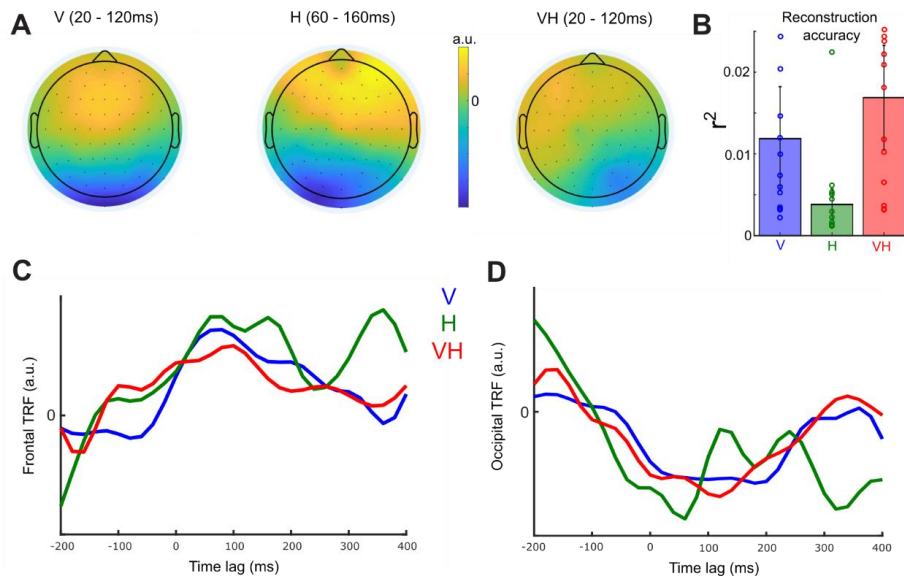 A
V (20 - 120ms)
H (60 - 160ms)
VH (20 - 120ms)
a.u.
0
B
Reconstruction
accuracy
r²
0.02
0.01
0
V
H
VH
C
Frontal TRF (a.u.)
0
-200
-100
0
100
200
300
400
Time lag (ms)
V
H
VH
D
Occipital TRF (a.u.)
0
-200
-100
0
100
200
300
400
Time lag (ms)